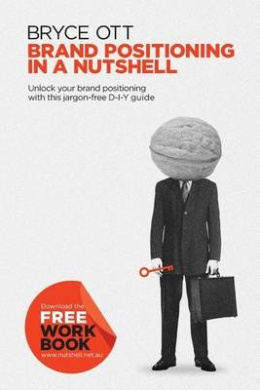 BRYCE OTT
BRAND POSITIONING
IN A NUTSHELL
Unlock your brand positioning
with this jargon-free D-I-Y guide
Download the
FREE
WORK
BOOK
www.nutshell.net.au